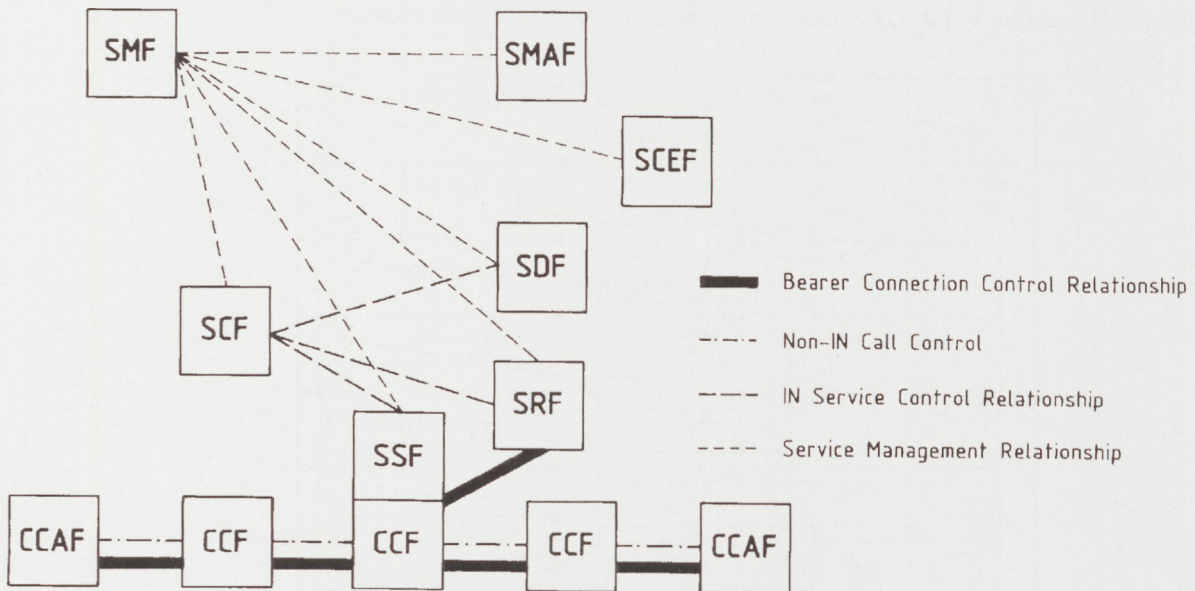 SMF
SMAF
SCEF
SDF
SCF
SRF
SSF
CCAF
CCF
CCF
CCF
CCAF
Bearer Connection Control Relationship
Non-IN Call Control
IN Service Control Relationship
Service Management Relationship